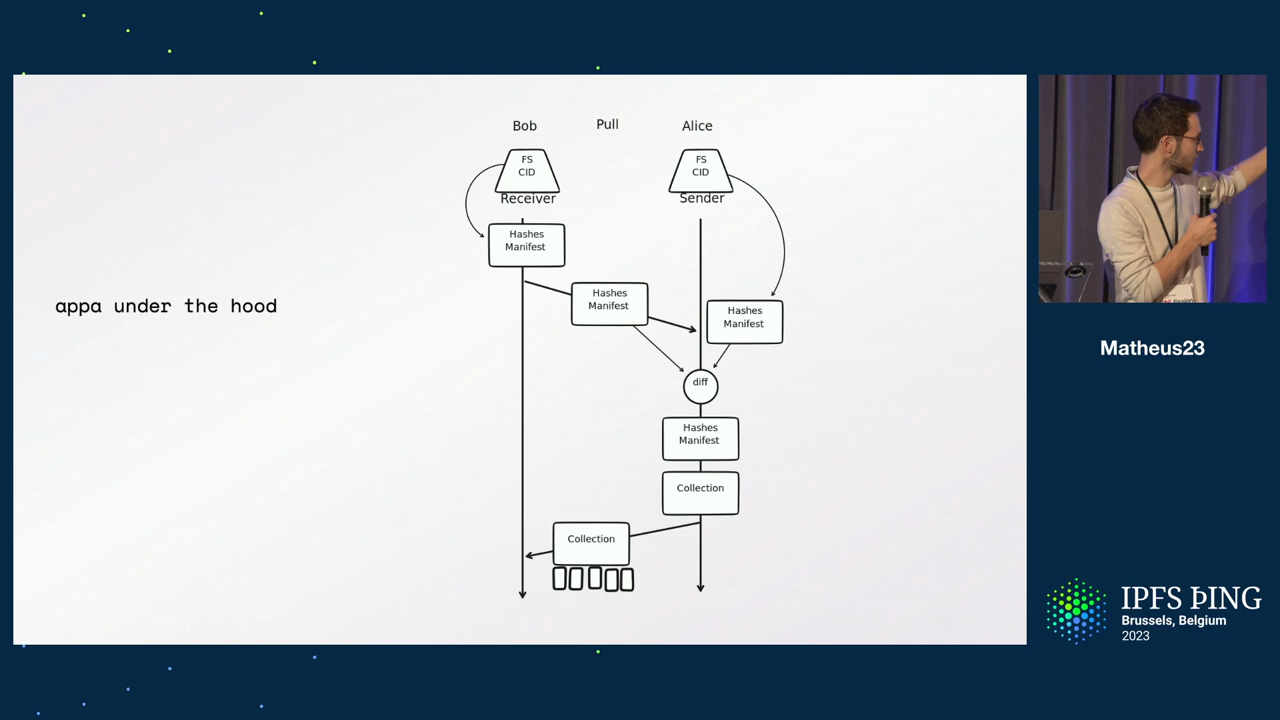 appa under the hood
Bob
Pull
Alice
FS
CID
Receiver
FS
CID
Sender
Hashes
Manifest
Hashes
Manifest
Hashes
Manifest
diff
Hashes
Manifest
Collection
Collection
Matheus23
IPFS ÞING
Brussels, Belgium
2023